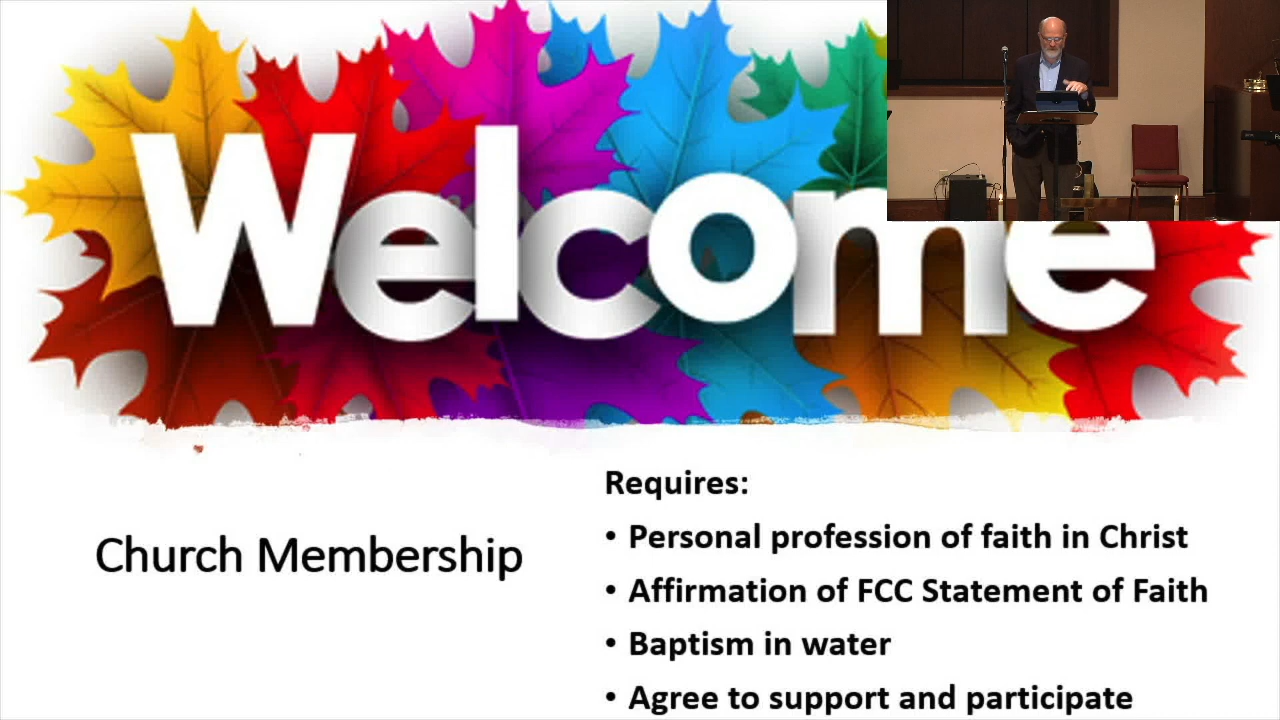 Welcome
Church Membership
Requires:
• Personal profession of faith in Christ
• Affirmation of FCC Statement of Faith
• Baptism in water
• Agree to support and participate